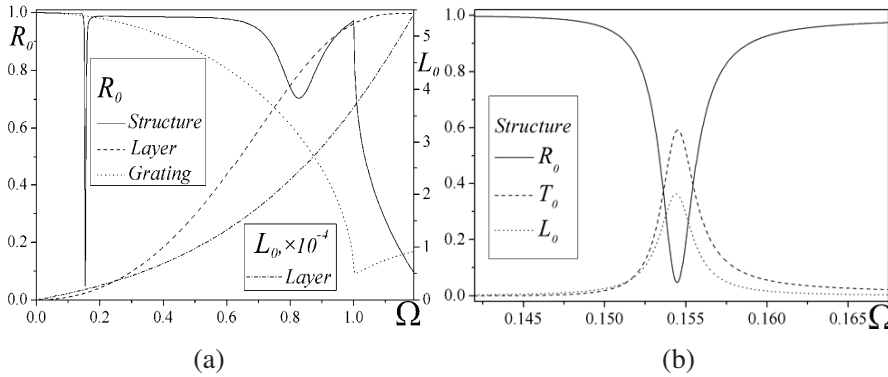 R₀
1.0
0.8
0.6
0.4
0.2
0.0
R₀
Structure
Layer
Grating
L₀,×10⁻⁴
Layer
L₀
5
4
3
2
1
0
0.0 0.2 0.4 0.6 0.8 1.0 Ω
(a)
1.0
0.8
0.6
0.4
0.2
0.0
Structure
R₀
T₀
L₀
0.145 0.150 0.155 0.160 0.165 Ω
(b)